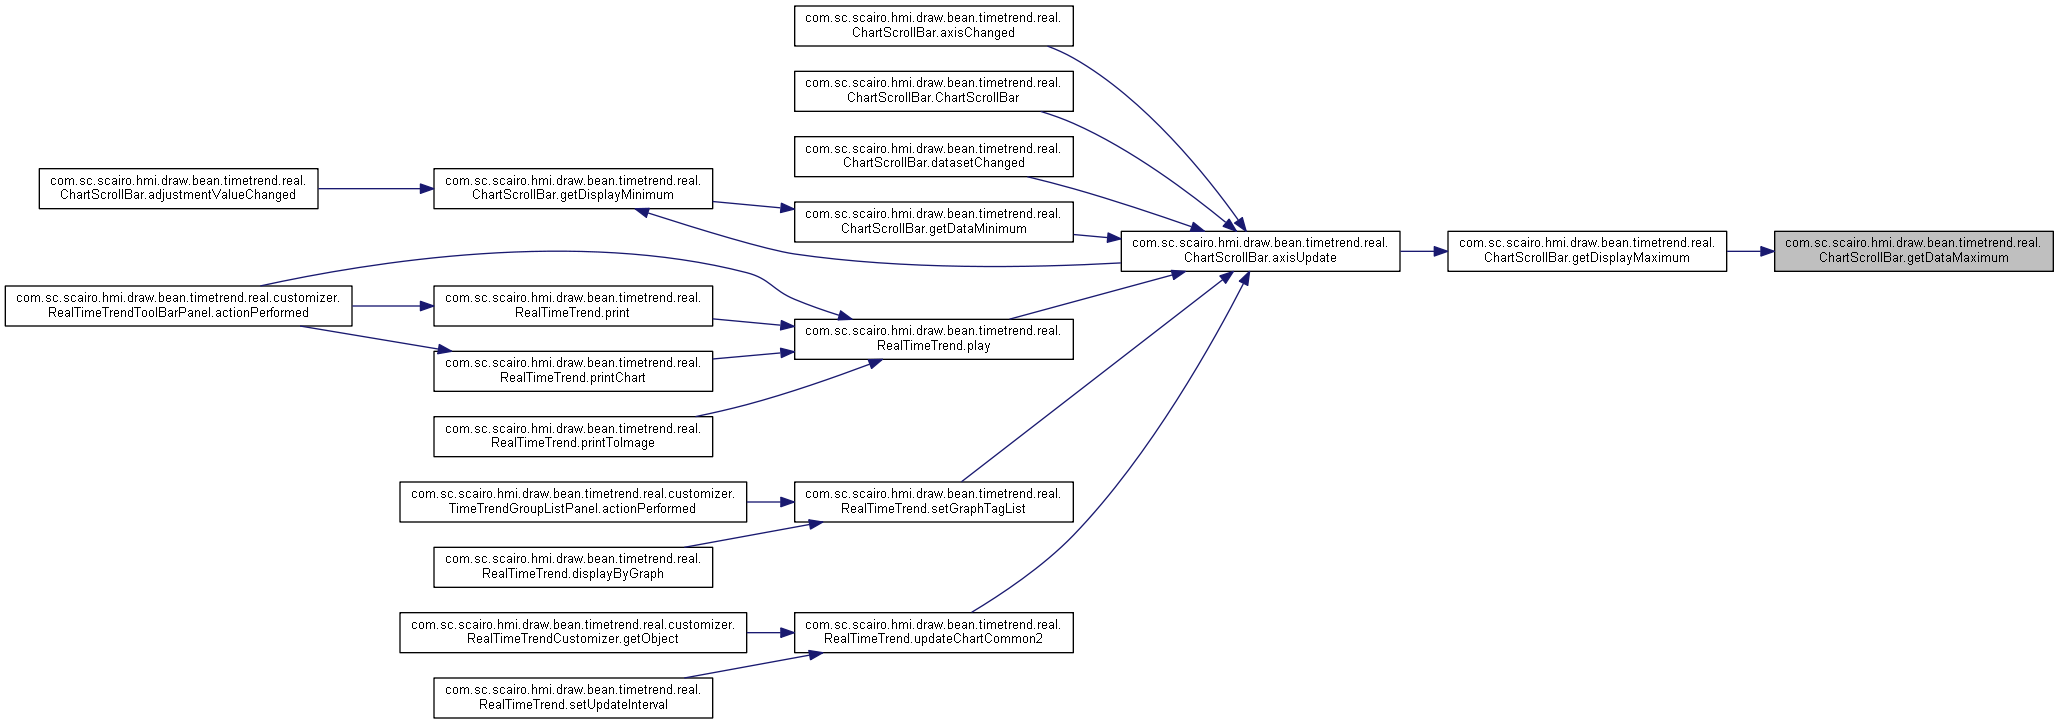 com.sc.scairo.hmi.draw.bean.timetrend.real.
ChartScrollBar.axisChanged
com.sc.scairo.hmi.draw.bean.timetrend.real.
ChartScrollBar.ChartScrollBar
com.sc.scairo.hmi.draw.bean.timetrend.real.
ChartScrollBar.datasetChanged
com.sc.scairo.hmi.draw.bean.timetrend.real.
ChartScrollBar.adjustmentValueChanged
com.sc.scairo.hmi.draw.bean.timetrend.real.
ChartScrollBar.getDisplayMinimum
com.sc.scairo.hmi.draw.bean.timetrend.real.
ChartScrollBar.getDataMinimum
com.sc.scairo.hmi.draw.bean.timetrend.real.
ChartScrollBar.axisUpdate
com.sc.scairo.hmi.draw.bean.timetrend.real.
ChartScrollBar.getDisplayMaximum
com.sc.scairo.hmi.draw.bean.timetrend.real.
ChartScrollBar.getDataMaximum
com.sc.scairo.hmi.draw.bean.timetrend.real.customizer.
RealTimeTrendToolBarPanel.actionPerformed
com.sc.scairo.hmi.draw.bean.timetrend.real.
RealTimeTrend.print
com.sc.scairo.hmi.draw.bean.timetrend.real.
RealTimeTrend.play
com.sc.scairo.hmi.draw.bean.timetrend.real.
RealTimeTrend.printChart
com.sc.scairo.hmi.draw.bean.timetrend.real.
RealTimeTrend.printToImage
com.sc.scairo.hmi.draw.bean.timetrend.real.customizer.
TimeTrendGroupListPanel.actionPerformed
com.sc.scairo.hmi.draw.bean.timetrend.real.
RealTimeTrend.setGraphTagList
com.sc.scairo.hmi.draw.bean.timetrend.real.
RealTimeTrend.displayByGraph
com.sc.scairo.hmi.draw.bean.timetrend.real.customizer.
RealTimeTrendCustomizer.getObject
com.sc.scairo.hmi.draw.bean.timetrend.real.
RealTimeTrend.updateChartCommon2
com.sc.scairo.hmi.draw.bean.timetrend.real.
RealTimeTrend.setUpdateInterval